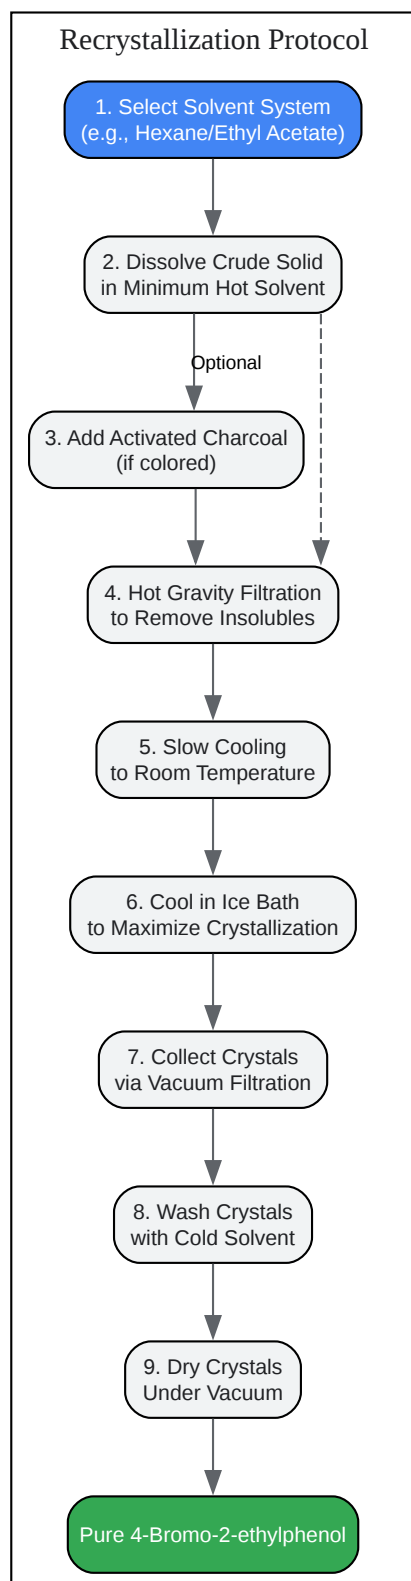 Recrystallization Protocol
1. Select Solvent System
(e.g., Hexane/Ethyl Acetate)
2. Dissolve Crude Solid
in Minimum Hot Solvent
Optional
3. Add Activated Charcoal
(if colored)
4. Hot Gravity Filtration
to Remove Insolubles
5. Slow Cooling
to Room Temperature
6. Cool in Ice Bath
to Maximize Crystallization
7. Collect Crystals
via Vacuum Filtration
8. Wash Crystals
with Cold Solvent
9. Dry Crystals
Under Vacuum
Pure 4-Bromo-2-ethylphenol